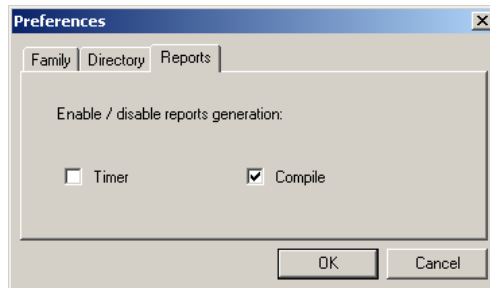 Preferences
Family Directory Reports
Enable / disable reports generation:
Timer Compile
OK Cancel